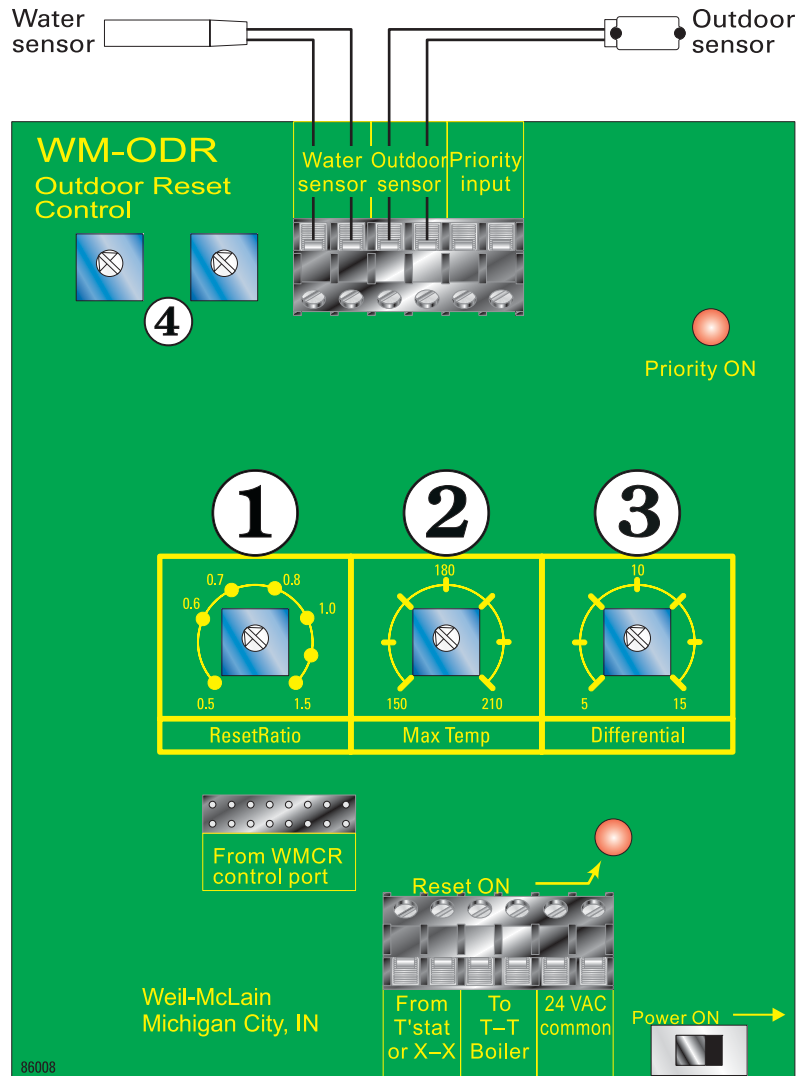 Water
sensor
Outdoor
sensor
WM-ODR
Outdoor Reset
Control
Water
sensor
Outdoor
sensor
Priority
input
4
Priority ON
1
2
3
0.5
0.6
0.7
0.8
1.0
1.5
ResetRatio
150
180
210
Max Temp
5
10
15
Differential
From WMCR
control port
Reset ON
Weil-McLain
Michigan City, IN
From
T'stat
or X–X
To
T–T
Boiler
24 VAC
common
Power ON
86008